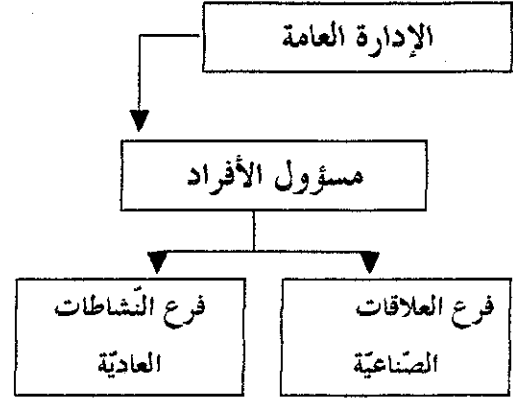 الإدارة العامة
مسؤول الأفراد
فرع العلاقات
الصّناعيّة
فرع النّشاطات
العاديّة